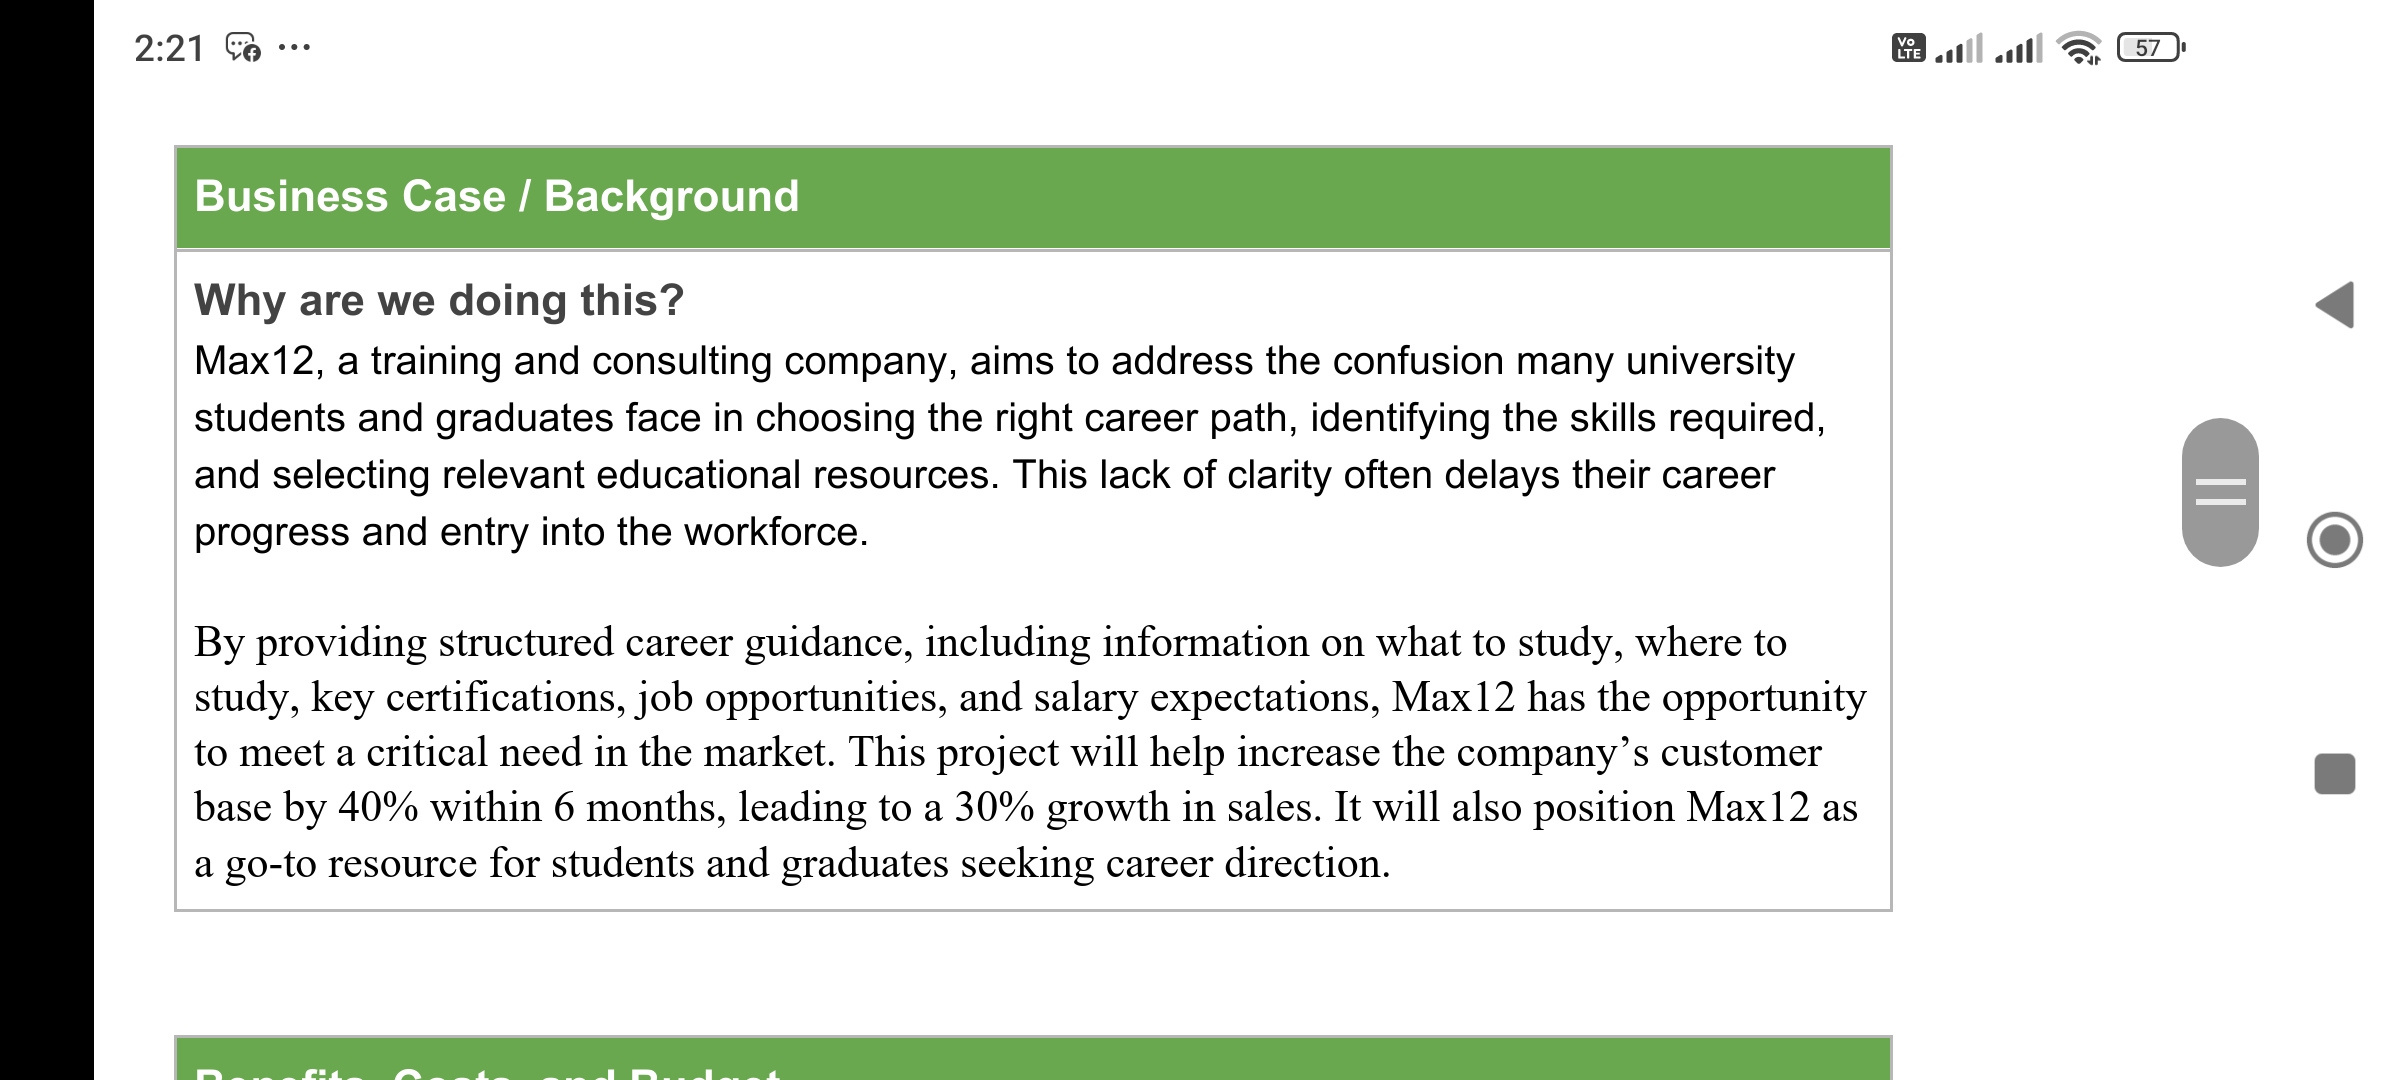 2:21
Vo
LTE
57
Business Case / Background
Why are we doing this?
Max12, a training and consulting company, aims to address the confusion many university
students and graduates face in choosing the right career path, identifying the skills required,
and selecting relevant educational resources. This lack of clarity often delays their career
progress and entry into the workforce.
By providing structured career guidance, including information on what to study, where to
study, key certifications, job opportunities, and salary expectations, Max12 has the opportunity
to meet a critical need in the market. This project will help increase the company’s customer
base by 40% within 6 months, leading to a 30% growth in sales. It will also position Max12 as
a go-to resource for students and graduates seeking career direction.
Benefits, Costs, and Budget